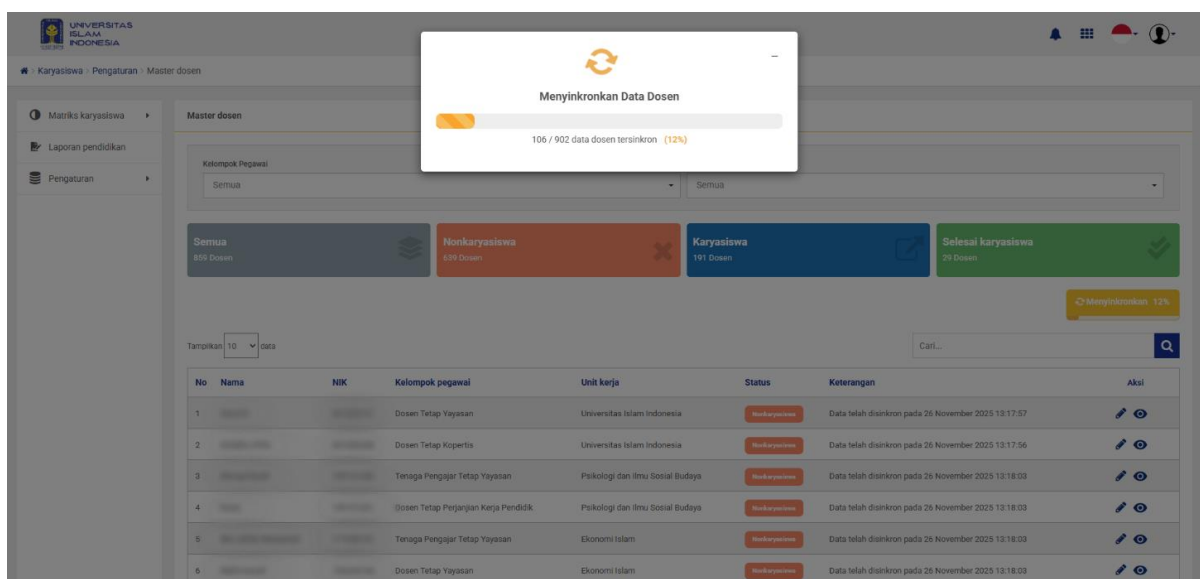 UNIVERSITAS
ISLAM
INDONESIA
Karyasiswa > Pengaturan > Master dosen
Menyinkronkan Data Dosen
106 / 902 data dosen tersinkron (12%)
Matriks karyasiswa
Laporan pendidikan
Pengaturan
Master dosen
Kelompok Pegawai
Semua
Semua
Semua
859 Dosen
Nonkaryasiswa
639 Dosen
Karyasiswa
191 Dosen
Selesai karyasiswa
29 Dosen
Menyinkronkan 12%
Tampilkan 10 data
Cari...
No Nama NIK Kelompok pegawai Unit kerja Status Keterangan Aksi
1 Dosen Tetap Yayasan Universitas Islam Indonesia Nonkaryasiswa Data telah disinkron pada 26 November 2025 13:17:57
2 Dosen Tetap Kopertis Universitas Islam Indonesia Nonkaryasiswa Data telah disinkron pada 26 November 2025 13:17:56
3 Tenaga Pengajar Tetap Yayasan Psikologi dan Ilmu Sosial Budaya Nonkaryasiswa Data telah disinkron pada 26 November 2025 13:18:03
4 Dosen Tetap Perjanjian Kerja Pendidik Psikologi dan Ilmu Sosial Budaya Nonkaryasiswa Data telah disinkron pada 26 November 2025 13:18:03
5 Tenaga Pengajar Tetap Yayasan Ekonomi Islam Nonkaryasiswa Data telah disinkron pada 26 November 2025 13:18:03
6 Dosen Tetap Yayasan Ekonomi Islam Nonkaryasiswa Data telah disinkron pada 26 November 2025 13:18:03